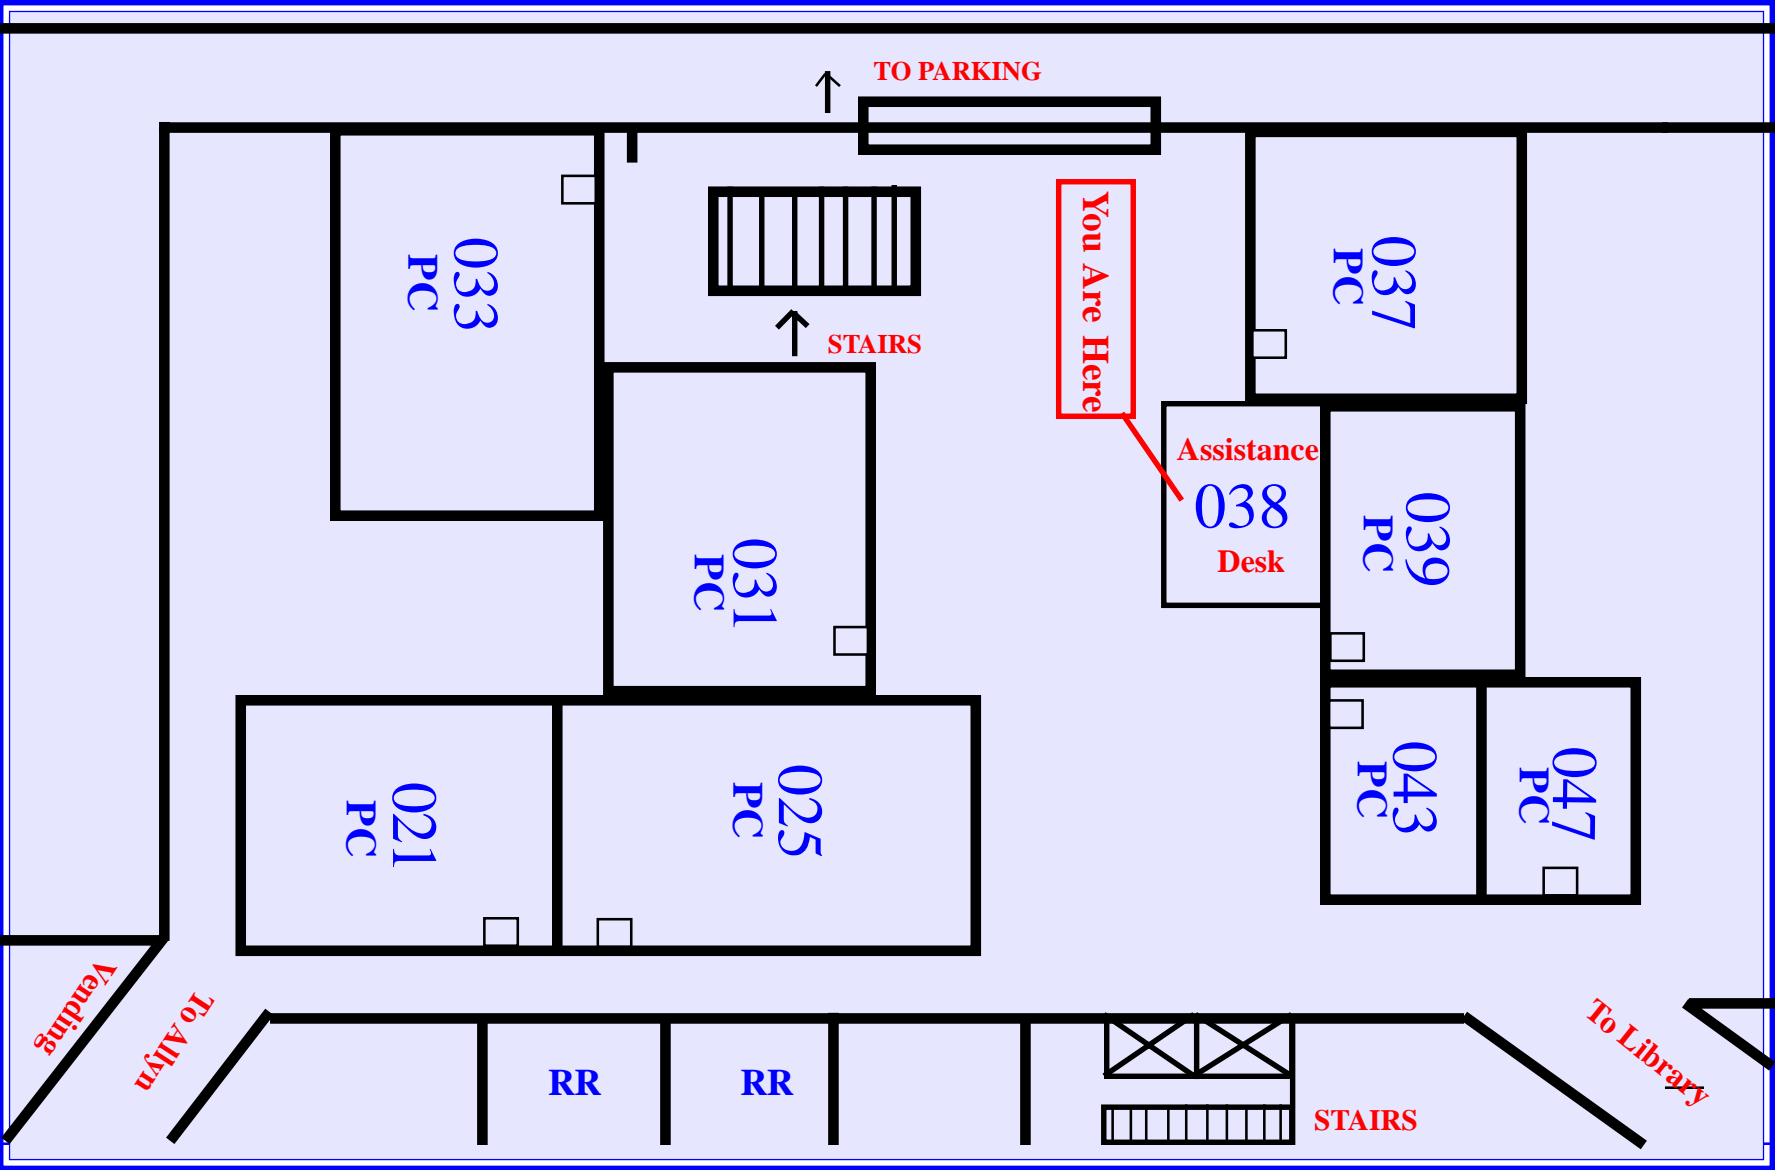 TO PARKING
You Are Here
033
PC
037
PC
STAIRS
Assistance
038
Desk
039
PC
031
PC
043
PC
047
PC
021
PC
025
PC
Vending
To Allyn
To Library
RR
RR
STAIRS